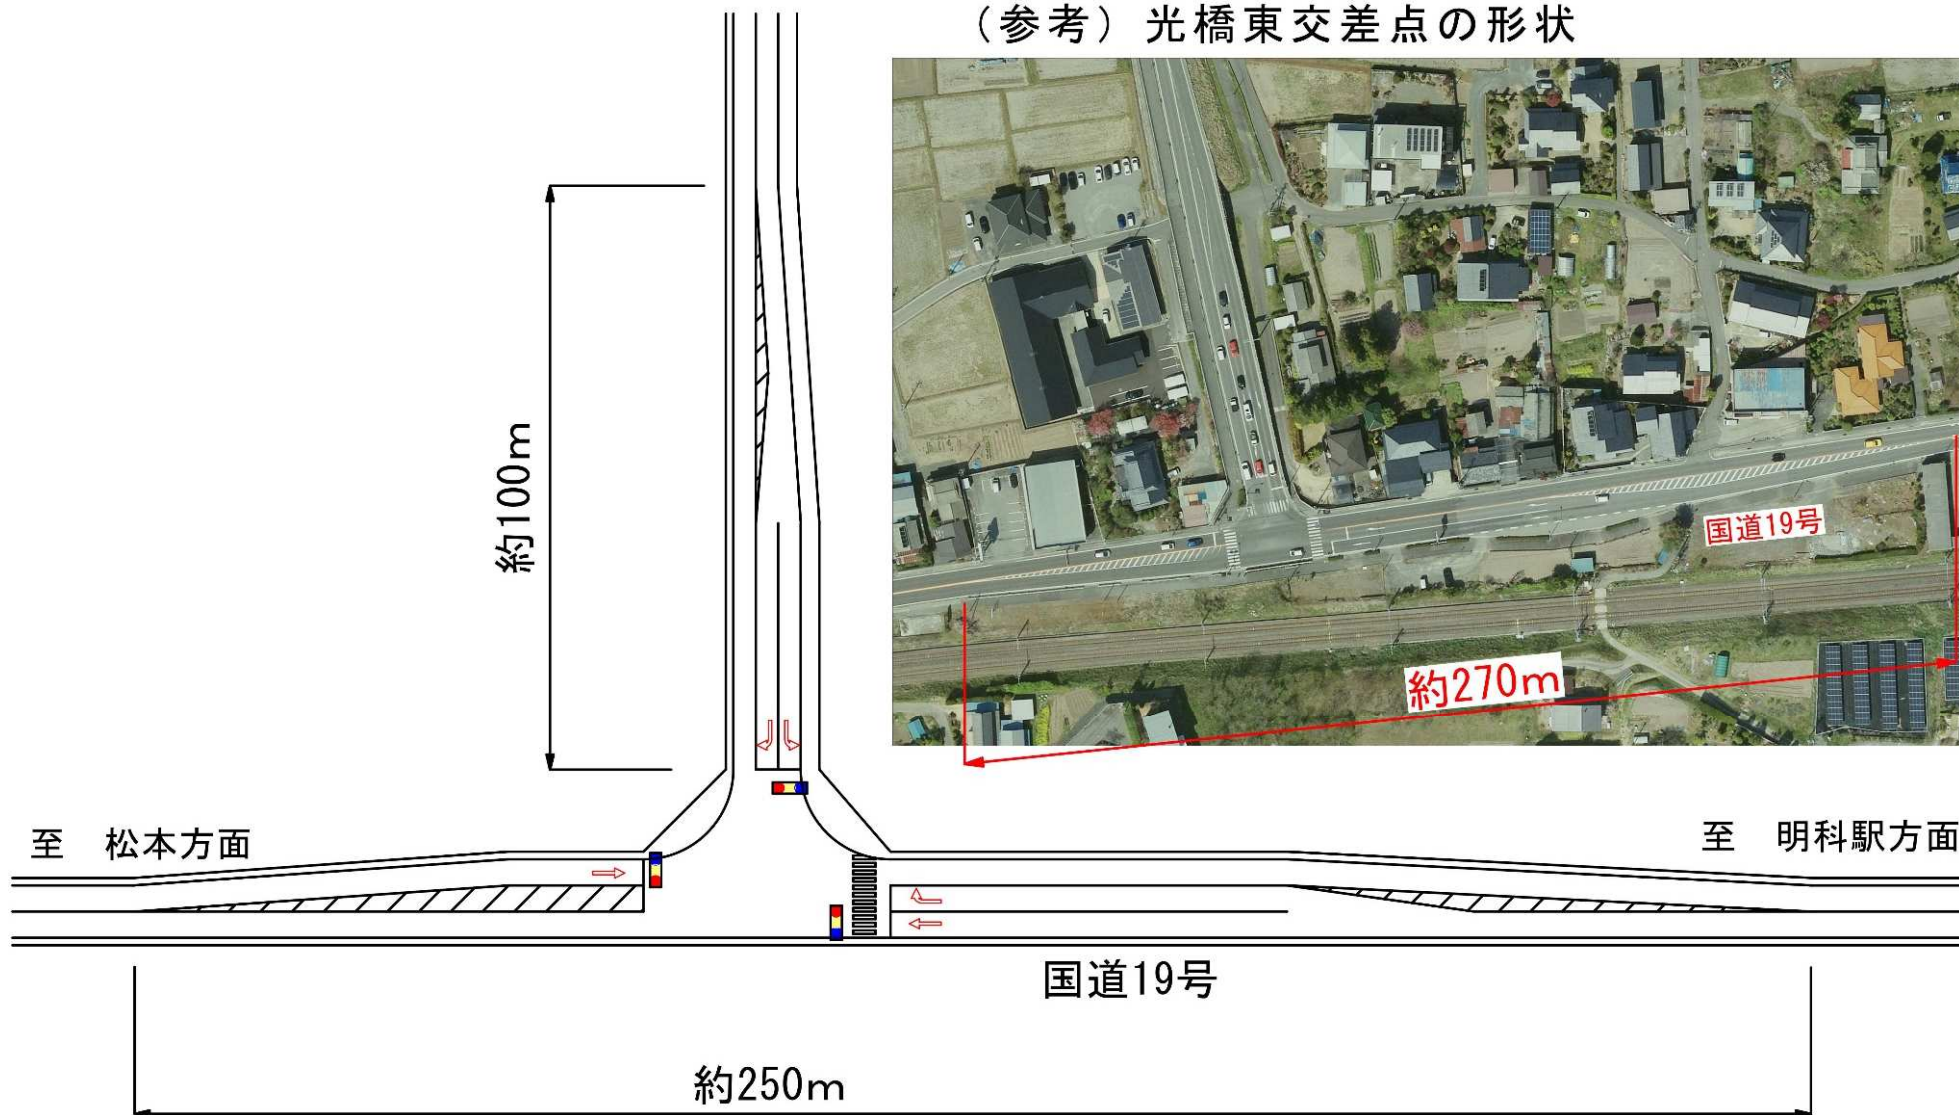 （参考）光橋東交差点の形状
国道19号
約270m
約100m
至　松本方面
至　明科駅方面
国道19号
約250m